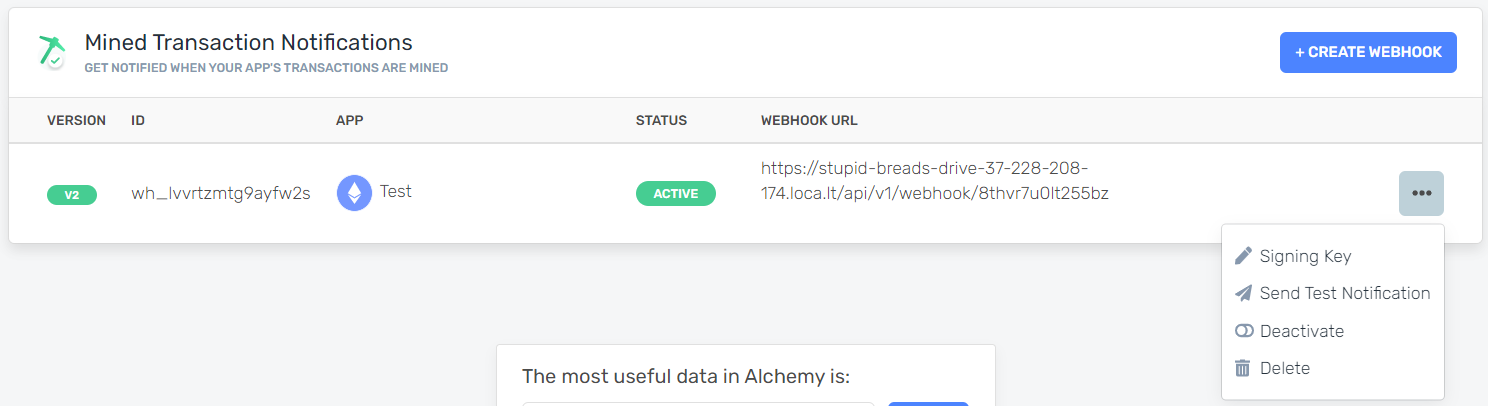 Mined Transaction Notifications
GET NOTIFIED WHEN YOUR APP'S TRANSACTIONS ARE MINED
+ CREATE WEBHOOK
VERSION ID APP STATUS WEBHOOK URL
V2 wh_lvvrtzmtg9ayfw2s Test ACTIVE https://stupid-breads-drive-37-228-208-
174.loca.lt/api/v1/webhook/8thvr7u0lt255bz
Signing Key
Send Test Notification
Deactivate
Delete
The most useful data in Alchemy is: